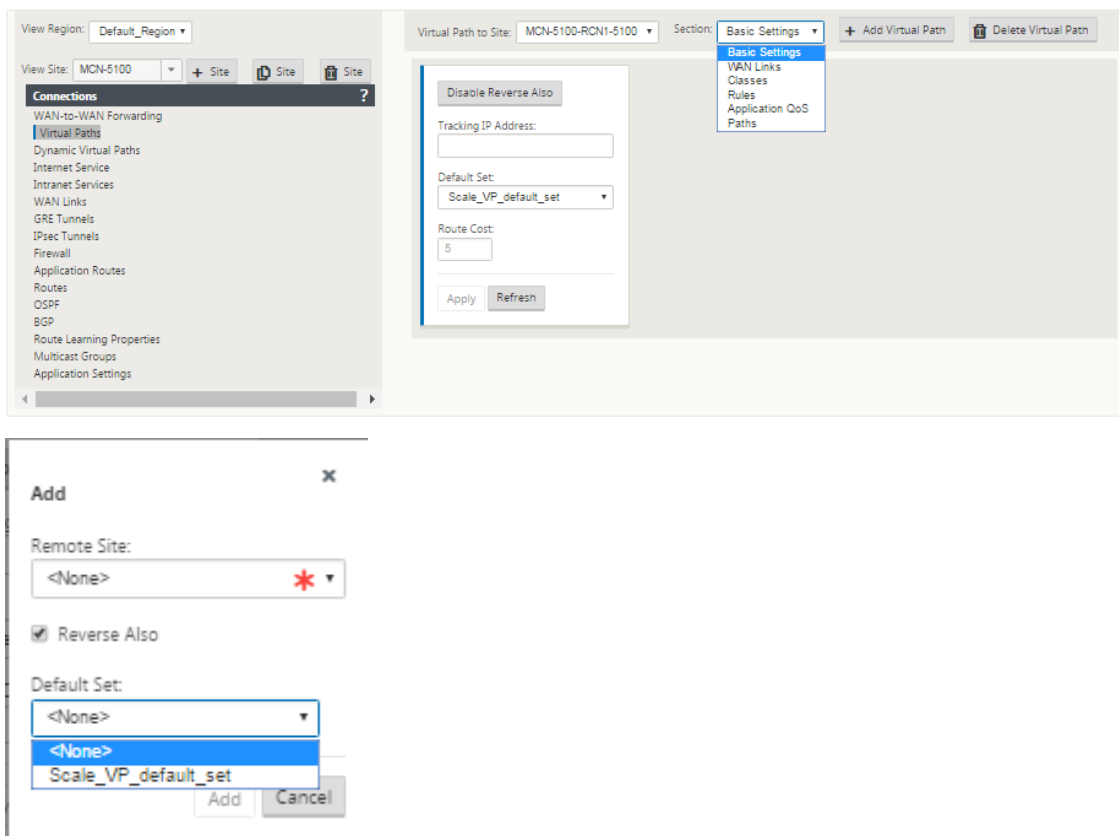 View Region: Default_Region
Virtual Path to Site: MCN-5100-RCN1-5100 Section: Basic Settings + Add Virtual Path Delete Virtual Path
Basic Settings
WAN Links
Classes
Rules
Application QoS
Paths
View Site: MCN-5100 + Site Site Site
Connections ?
WAN-to-WAN Forwarding
Virtual Paths
Dynamic Virtual Paths
Internet Service
Intranet Services
WAN Links
GRE Tunnels
IPsec Tunnels
Firewall
Application Routes
Routes
OSPF
BGP
Route Learning Properties
Multicast Groups
Application Settings
Disable Reverse Also
Tracking IP Address:
Default Set:
Scale_VP_default_set
Route Cost:
5
Apply Refresh
Add
Remote Site:
<None> *
Reverse Also
Default Set:
<None>
<None>
Scale_VP_default_set
Add Cancel